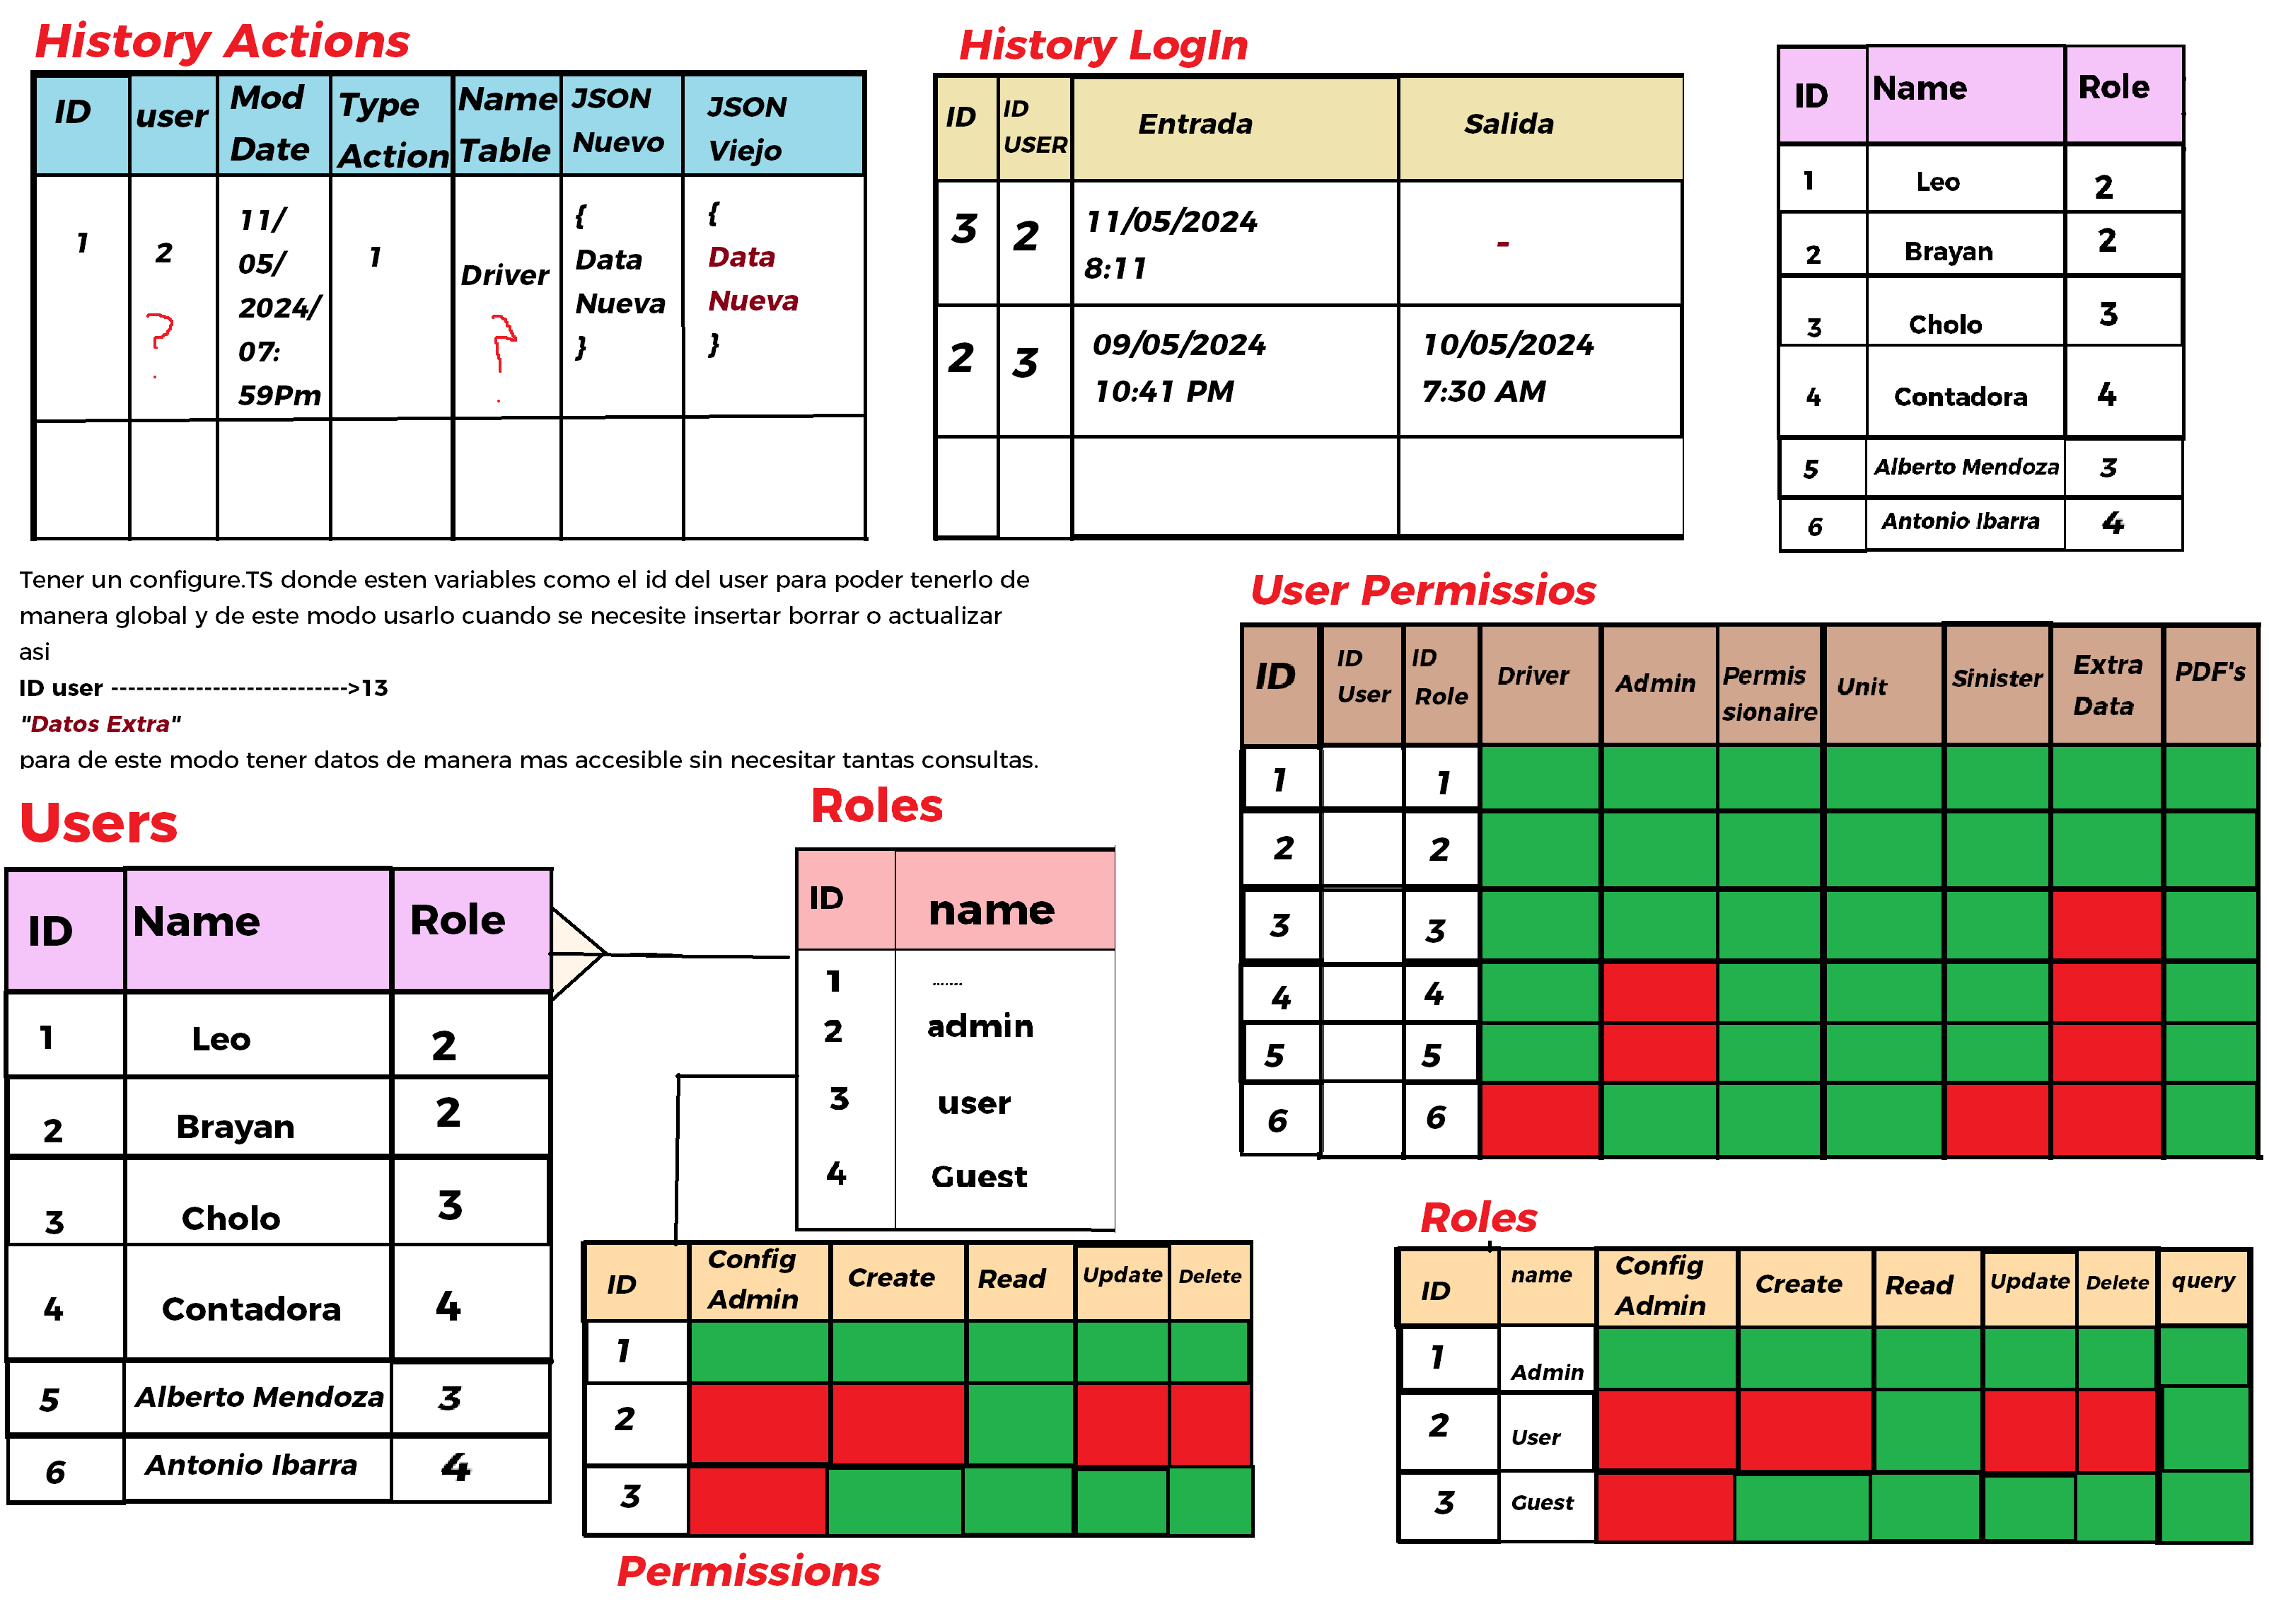 History Actions
ID user Mod Date Type Action Name Table JSON Nuevo JSON Viejo
1 2 11/05/2024/07:59Pm 1 Driver { Data Nueva } { Data Nueva }
? ?
History LogIn
ID ID USER Entrada Salida
3 2 11/05/2024 8:11 -
2 3 09/05/2024 10:41 PM 10/05/2024 7:30 AM
ID Name Role
1 Leo 2
2 Brayan 2
3 Cholo 3
4 Contadora 4
5 Alberto Mendoza 3
6 Antonio Ibarra 4
Tener un configure.TS donde esten variables como el id del user para poder tenerlo de
manera global y de este modo usarlo cuando se necesite insertar borrar o actualizar
asi
ID user ---------------------------->13
"Datos Extra"
para de este modo tener datos de manera mas accesible sin necesitar tantas consultas.
User Permissios
ID ID User ID Role Driver Admin Permis sionaire Unit Sinister Extra Data PDF's
1 1
2 2
3 3
4 4
5 5
6 6
Users
ID Name Role
1 Leo 2
2 Brayan 2
3 Cholo 3
4 Contadora 4
5 Alberto Mendoza 3
6 Antonio Ibarra 4
Roles
ID name
1 .......
2 admin
3 user
4 Guest
ID Config Admin Create Read Update Delete
1
2
3
Permissions
Roles
ID name Config Admin Create Read Update Delete query
1 Admin
2 User
3 Guest